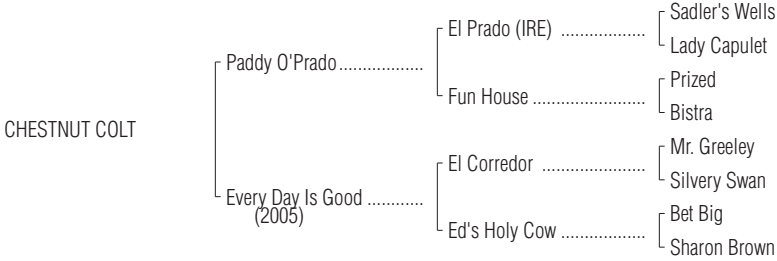 Sadler's Wells
El Prado (IRE) ...................
Lady Capulet
Paddy O'Prado..................
Prized
Fun House .........................
Bistra
CHESTNUT COLT
Mr. Greeley
El Corredor .......................
Silvery Swan
Every Day Is Good ............
(2005)
Bet Big
Ed's Holy Cow ...................
Sharon Brown